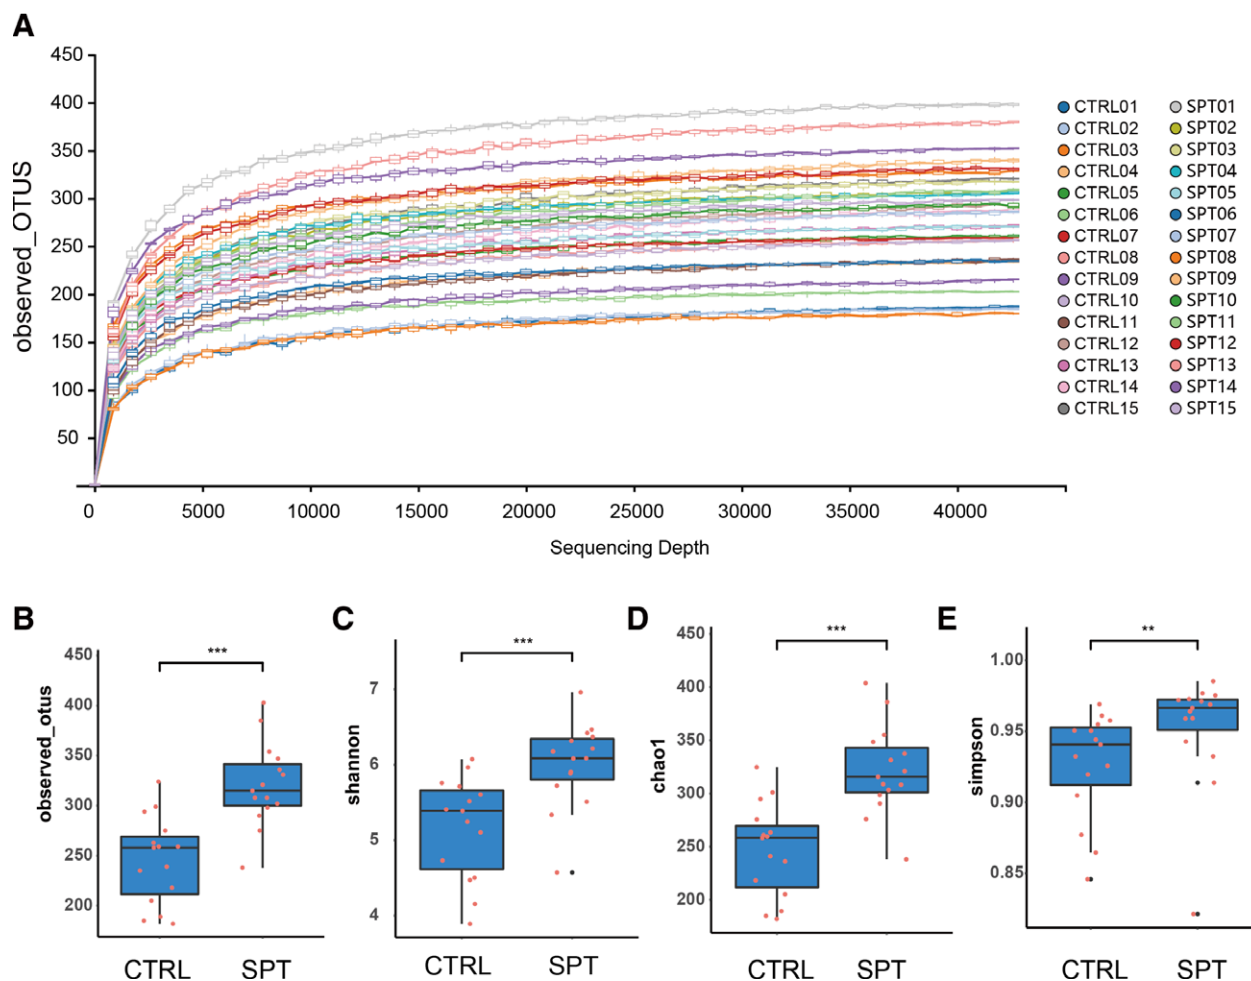 A
observed_OTUS
450
400
350
300
250
200
150
100
50
0 5000 10000 15000 20000 25000 30000 35000 40000
Sequencing Depth
CTRL01 SPT01
CTRL02 SPT02
CTRL03 SPT03
CTRL04 SPT04
CTRL05 SPT05
CTRL06 SPT06
CTRL07 SPT07
CTRL08 SPT08
CTRL09 SPT09
CTRL10 SPT10
CTRL11 SPT11
CTRL12 SPT12
CTRL13 SPT13
CTRL14 SPT14
CTRL15 SPT15
B
observed_otus
450
400
350
300
250
200
***
CTRL SPT
C
shannon
7
6
5
4
***
CTRL SPT
D
chao1
450
400
350
300
250
200
***
CTRL SPT
E
simpson
1.00
0.95
0.90
0.85
**
CTRL SPT